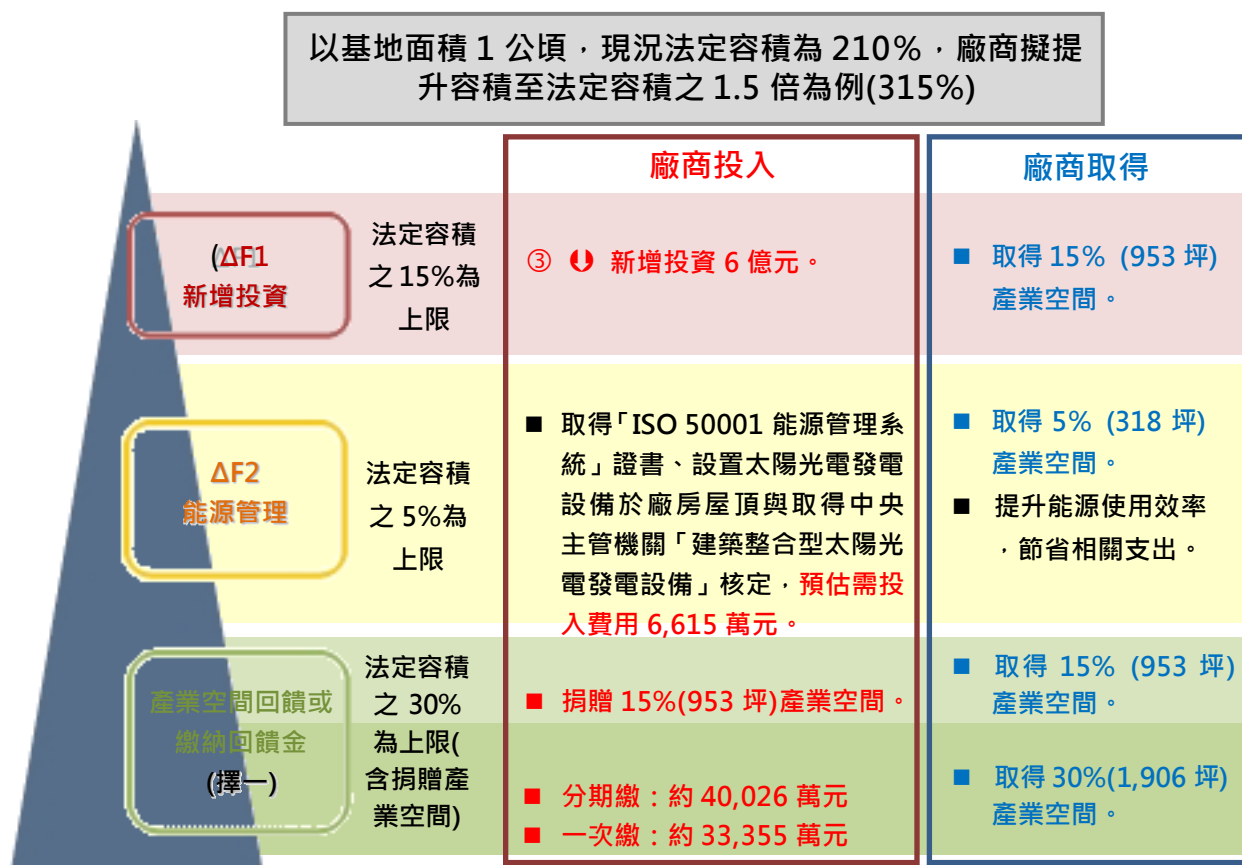 以基地面積 1 公頃，現況法定容積為 210%，廠商擬提
升容積至法定容積之 1.5 倍為例(315%)
廠商投入
廠商取得
(ΔF1
新增投資
法定容積
之 15%為
上限
③ 新增投資 6 億元。
■ 取得 15% (953 坪)
產業空間。
ΔF2
能源管理
法定容積
之 5%為
上限
■ 取得「ISO 50001 能源管理系
統」證書、設置太陽光電發電
設備於廠房屋頂與取得中央
主管機關「建築整合型太陽光
電發電設備」核定，預估需投
入費用 6,615 萬元。
■ 取得 5% (318 坪)
產業空間。
■ 提升能源使用效率
，節省相關支出。
產業空間回饋或
繳納回饋金
(擇一)
法定容積
之 30%
為上限(
含捐贈產
業空間)
■ 捐贈 15%(953 坪)產業空間。
■ 取得 15% (953 坪)
產業空間。
■ 分期繳：約 40,026 萬元
■ 一次繳：約 33,355 萬元
■ 取得 30%(1,906 坪)
產業空間。